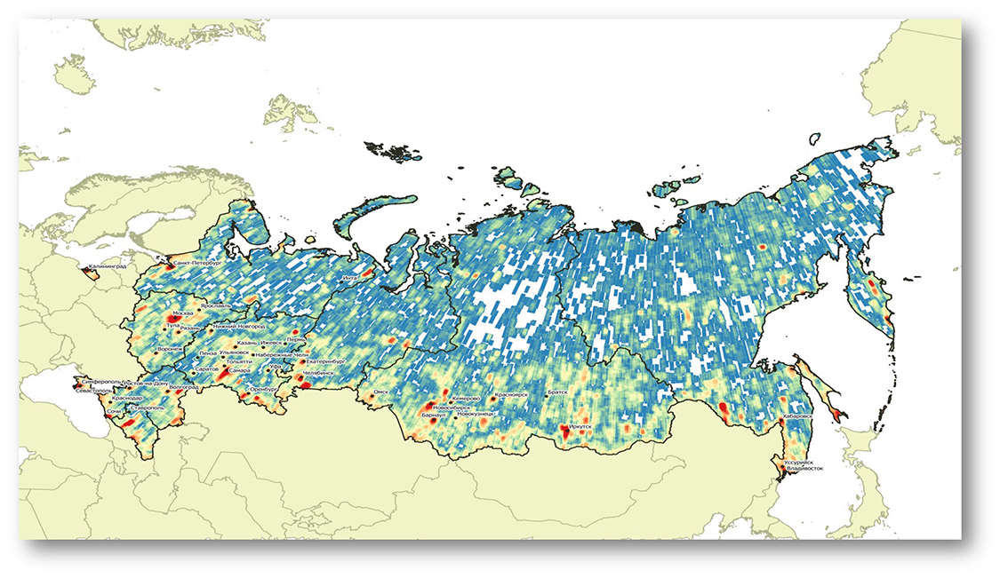 Калининград
Санкт-Петербург
Инта
Ярославль
Москва
Тула
Рязань
Нижний Новгород
Воронеж
Казань
Ижевск
Пермь
Пенза
Ульяновск
Набережные Челны
Тольятти
Уфа
Екатеринбург
Саратов
Самара
Челябинск
Симферополь
Ростов-на-Дону
Волгоград
Оренбург
Севастополь
Краснодар
Сочи
Ставрополь
Омск
Кемерово
Красноярск
Братск
Новосибирск
Барнаул
Новокузнецк
Иркутск
Хабаровск
Уссурийск
Владивосток